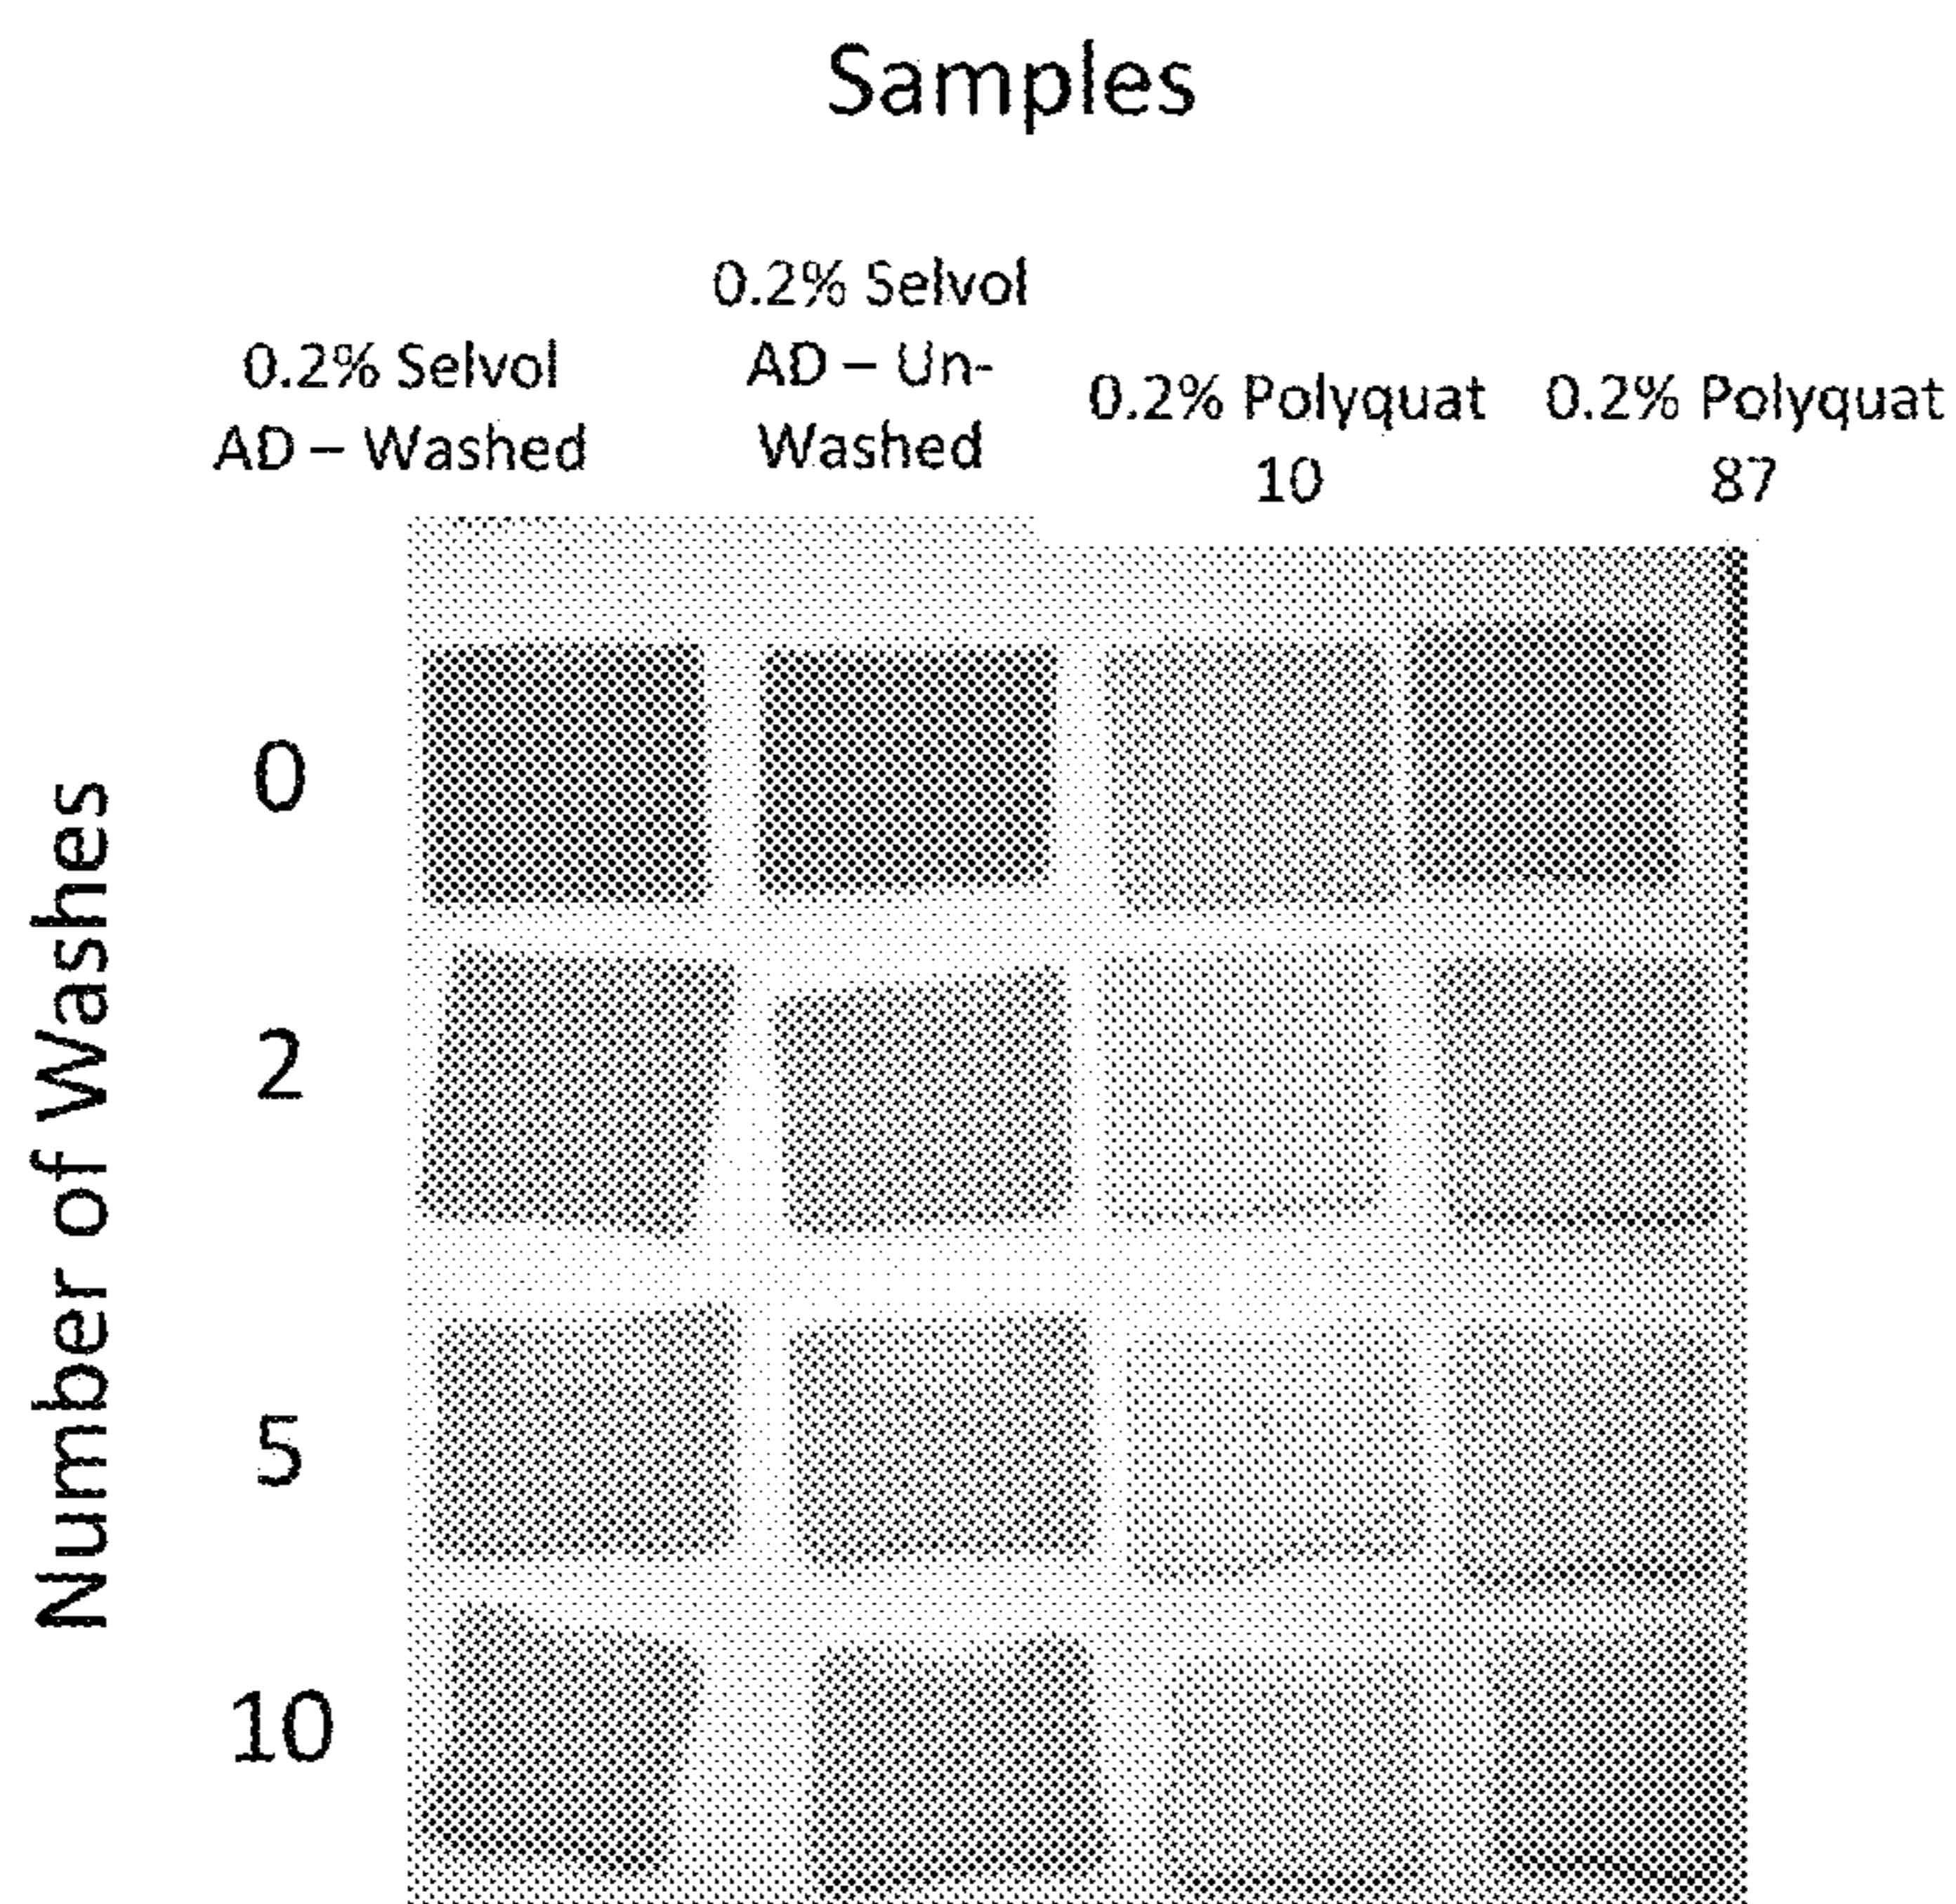 Samples
0.2% Selvol
AD – Washed
0.2% Selvol
AD – Un-
Washed
0.2% Polyquat
10
0.2% Polyquat
87
Number of Washes
0
2
5
10